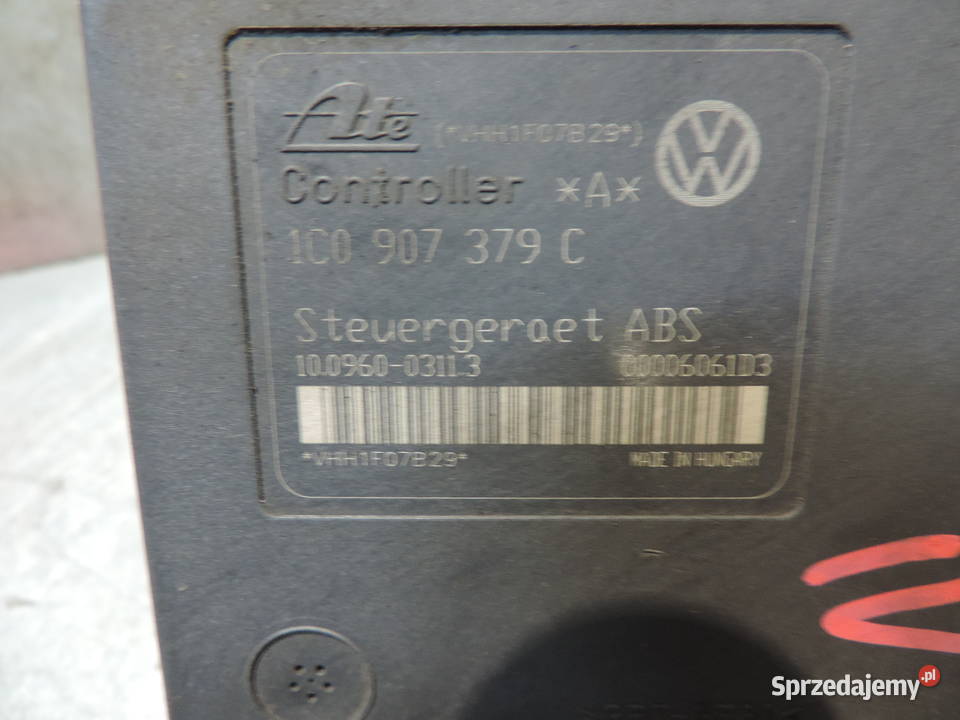 Ate (*VHH1F07B29*)
Controller *A*
1C0 907 379 C
Steuergeraet ABS
10.0960-0311.3 00006061D3
*VHH1F07B29*
MADE IN HUNGARY
Sprzedajemy.pl